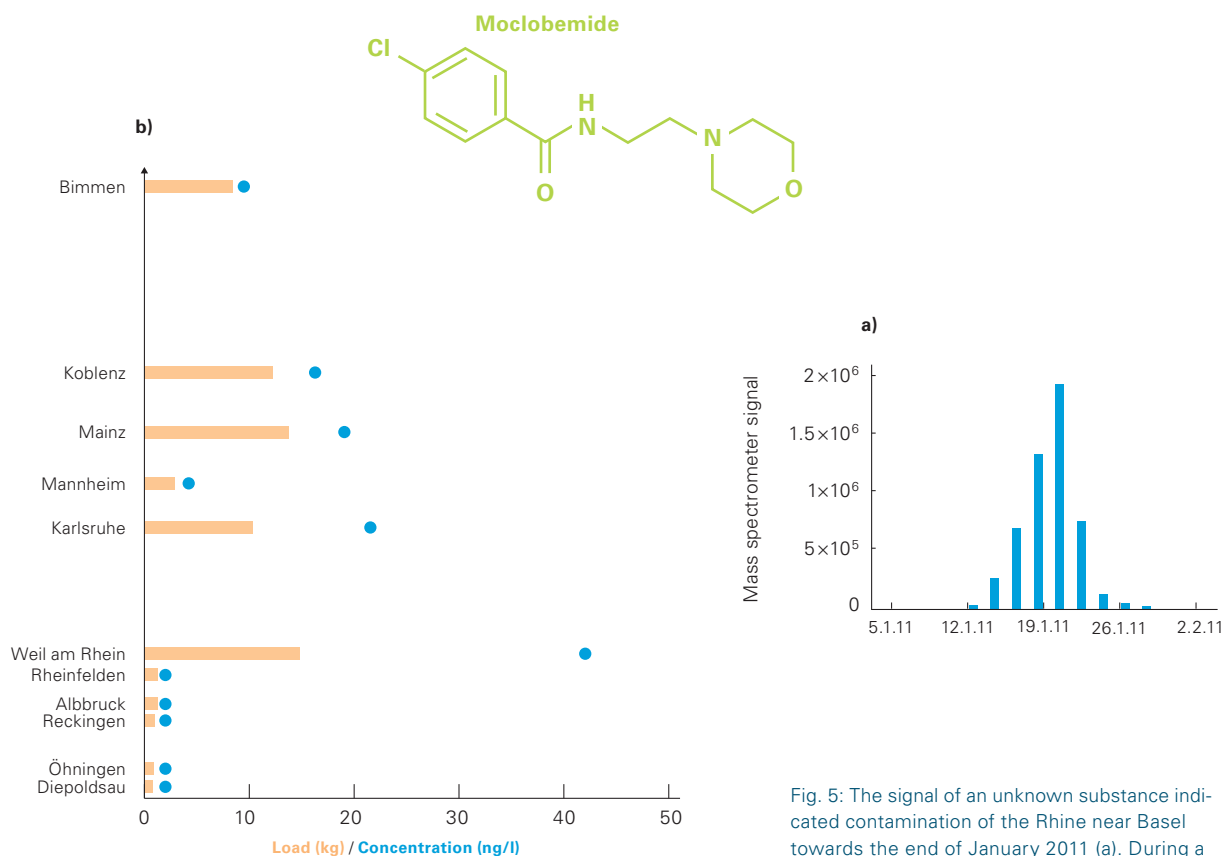 Moclobemide
Cl
H
N
N
O
O
b)
Bimmen
Koblenz
Mainz
Mannheim
Karlsruhe
Weil am Rhein
Rheinfelden
Albbruck
Reckingen
Öhningen
Diepoldsau
0 10 20 30 40 50
Load (kg) / Concentration (ng/l)
a)
Mass spectrometer signal
2×10⁶
1.5×10⁶
1×10⁶
5×10⁵
0
5.1.11 12.1.11 19.1.11 26.1.11 2.2.11
Fig. 5: The signal of an unknown substance indi-
cated contamination of the Rhine near Basel
towards the end of January 2011 (a). During a